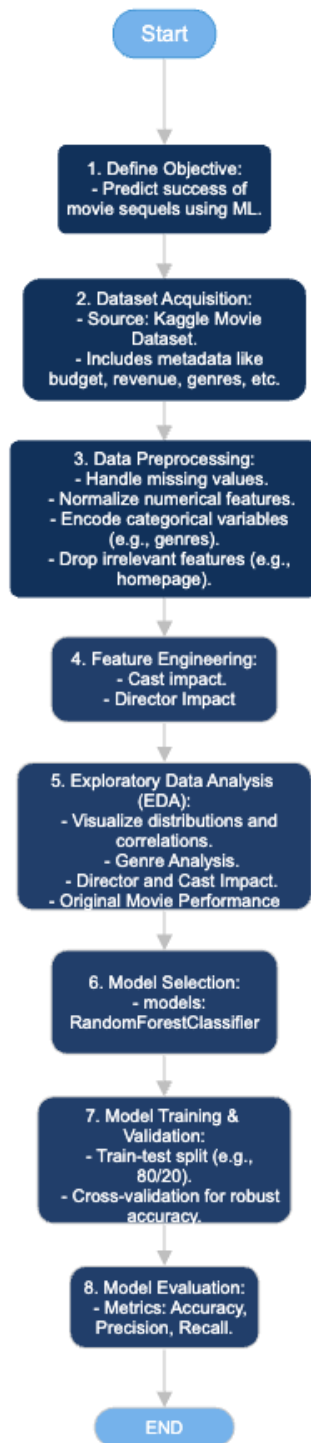 Start
1. Define Objective:
- Predict success of
movie sequels using ML.
2. Dataset Acquisition:
- Source: Kaggle Movie
Dataset.
- Includes metadata like
budget, revenue, genres, etc.
3. Data Preprocessing:
- Handle missing values.
- Normalize numerical features.
- Encode categorical variables
(e.g., genres).
- Drop irrelevant features (e.g.,
homepage).
4. Feature Engineering:
- Cast impact.
- Director Impact
5. Exploratory Data Analysis
(EDA):
- Visualize distributions and
correlations.
- Genre Analysis.
- Director and Cast Impact.
- Original Movie Performance
6. Model Selection:
- models:
RandomForestClassifier
7. Model Training &
Validation:
- Train-test split (e.g.,
80/20).
- Cross-validation for robust
accuracy.
8. Model Evaluation:
- Metrics: Accuracy,
Precision, Recall.
END